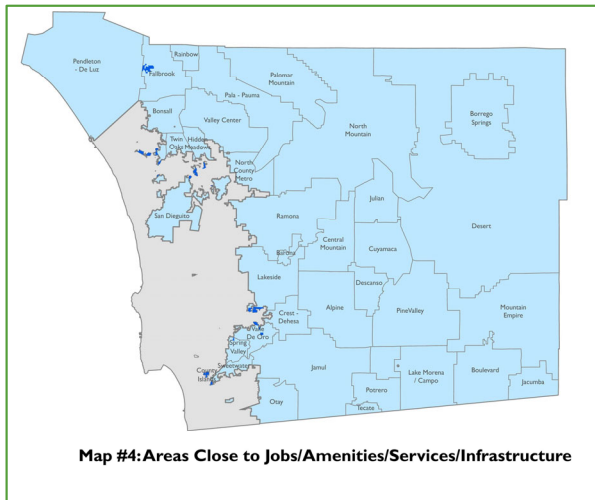 Rainbow
Pendleton
- De Luz
Fallbrook
Palomar
Mountain
Pala - Pauma
Bonsall
Valley Center
North
Mountain
Borrego
Springs
Twin
Oaks
Hidden
Meadows
North
County
Metro
San Dieguito
Ramona
Julian
Desert
Central
Mountain
Barona
Cuyamaca
Lakeside
Descanso
Crest -
Dehesa
Alpine
PineValley
Mountain
Empire
Valle
De Oro
Spring
Valley
Sweetwater
County
Islands
Jamul
Lake Morena
/ Campo
Boulevard
Potrero
Jacumba
Otay
Tecate
Map #4: Areas Close to Jobs/Amenities/Services/Infrastructure